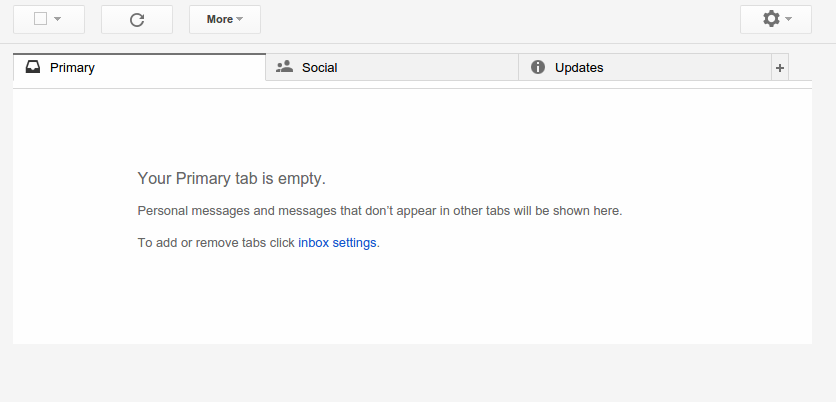 More
Primary
Social
Updates
+
Your Primary tab is empty.
Personal messages and messages that don’t appear in other tabs will be shown here.
To add or remove tabs click inbox settings.